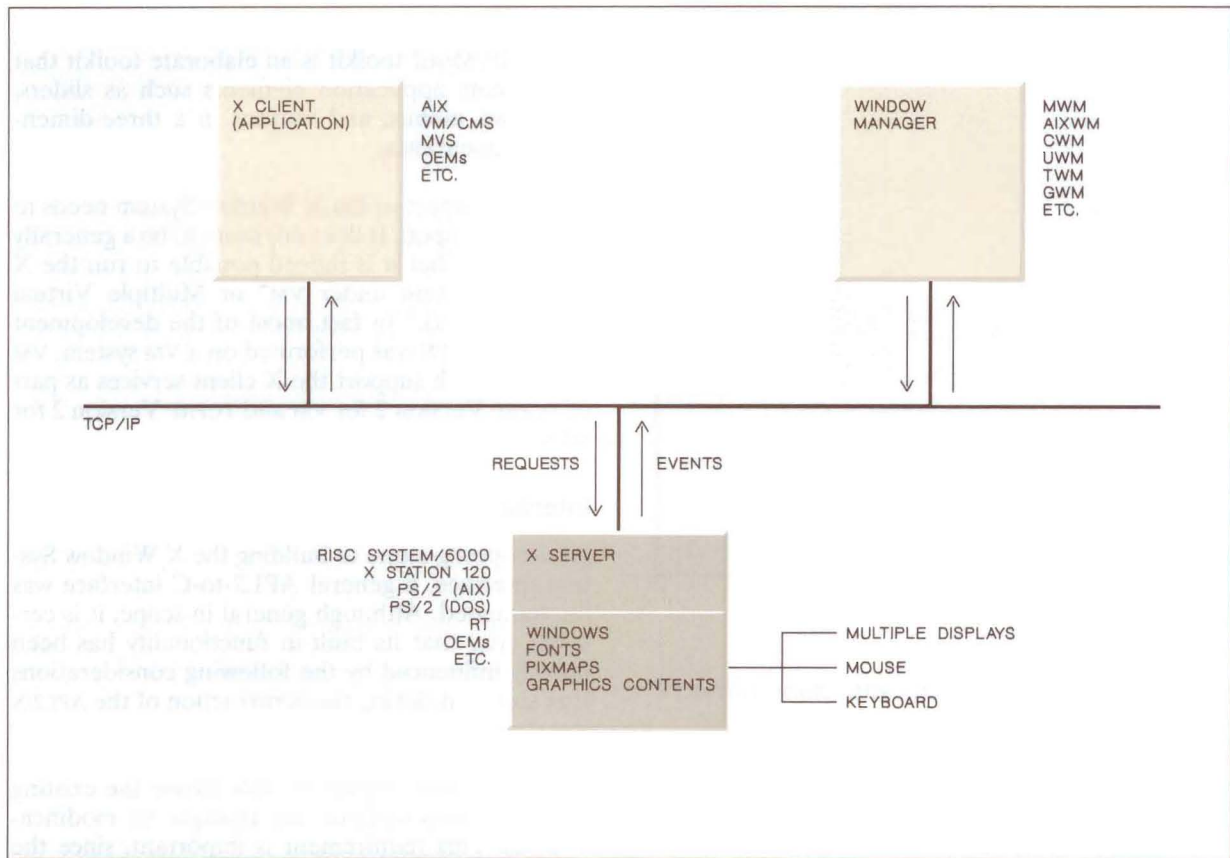 X CLIENT
(APPLICATION)
AIX
VM/CMS
MVS
OEMs
ETC.
WINDOW
MANAGER
MWM
AIXWM
CWM
UWM
TWM
GWM
ETC.
TCP/IP
REQUESTS
EVENTS
RISC SYSTEM/6000
X STATION 120
PS/2 (AIX)
PS/2 (DOS)
RT
OEMs
ETC.
X SERVER
WINDOWS
FONTS
PIXMAPS
GRAPHICS CONTENTS
MULTIPLE DISPLAYS
MOUSE
KEYBOARD